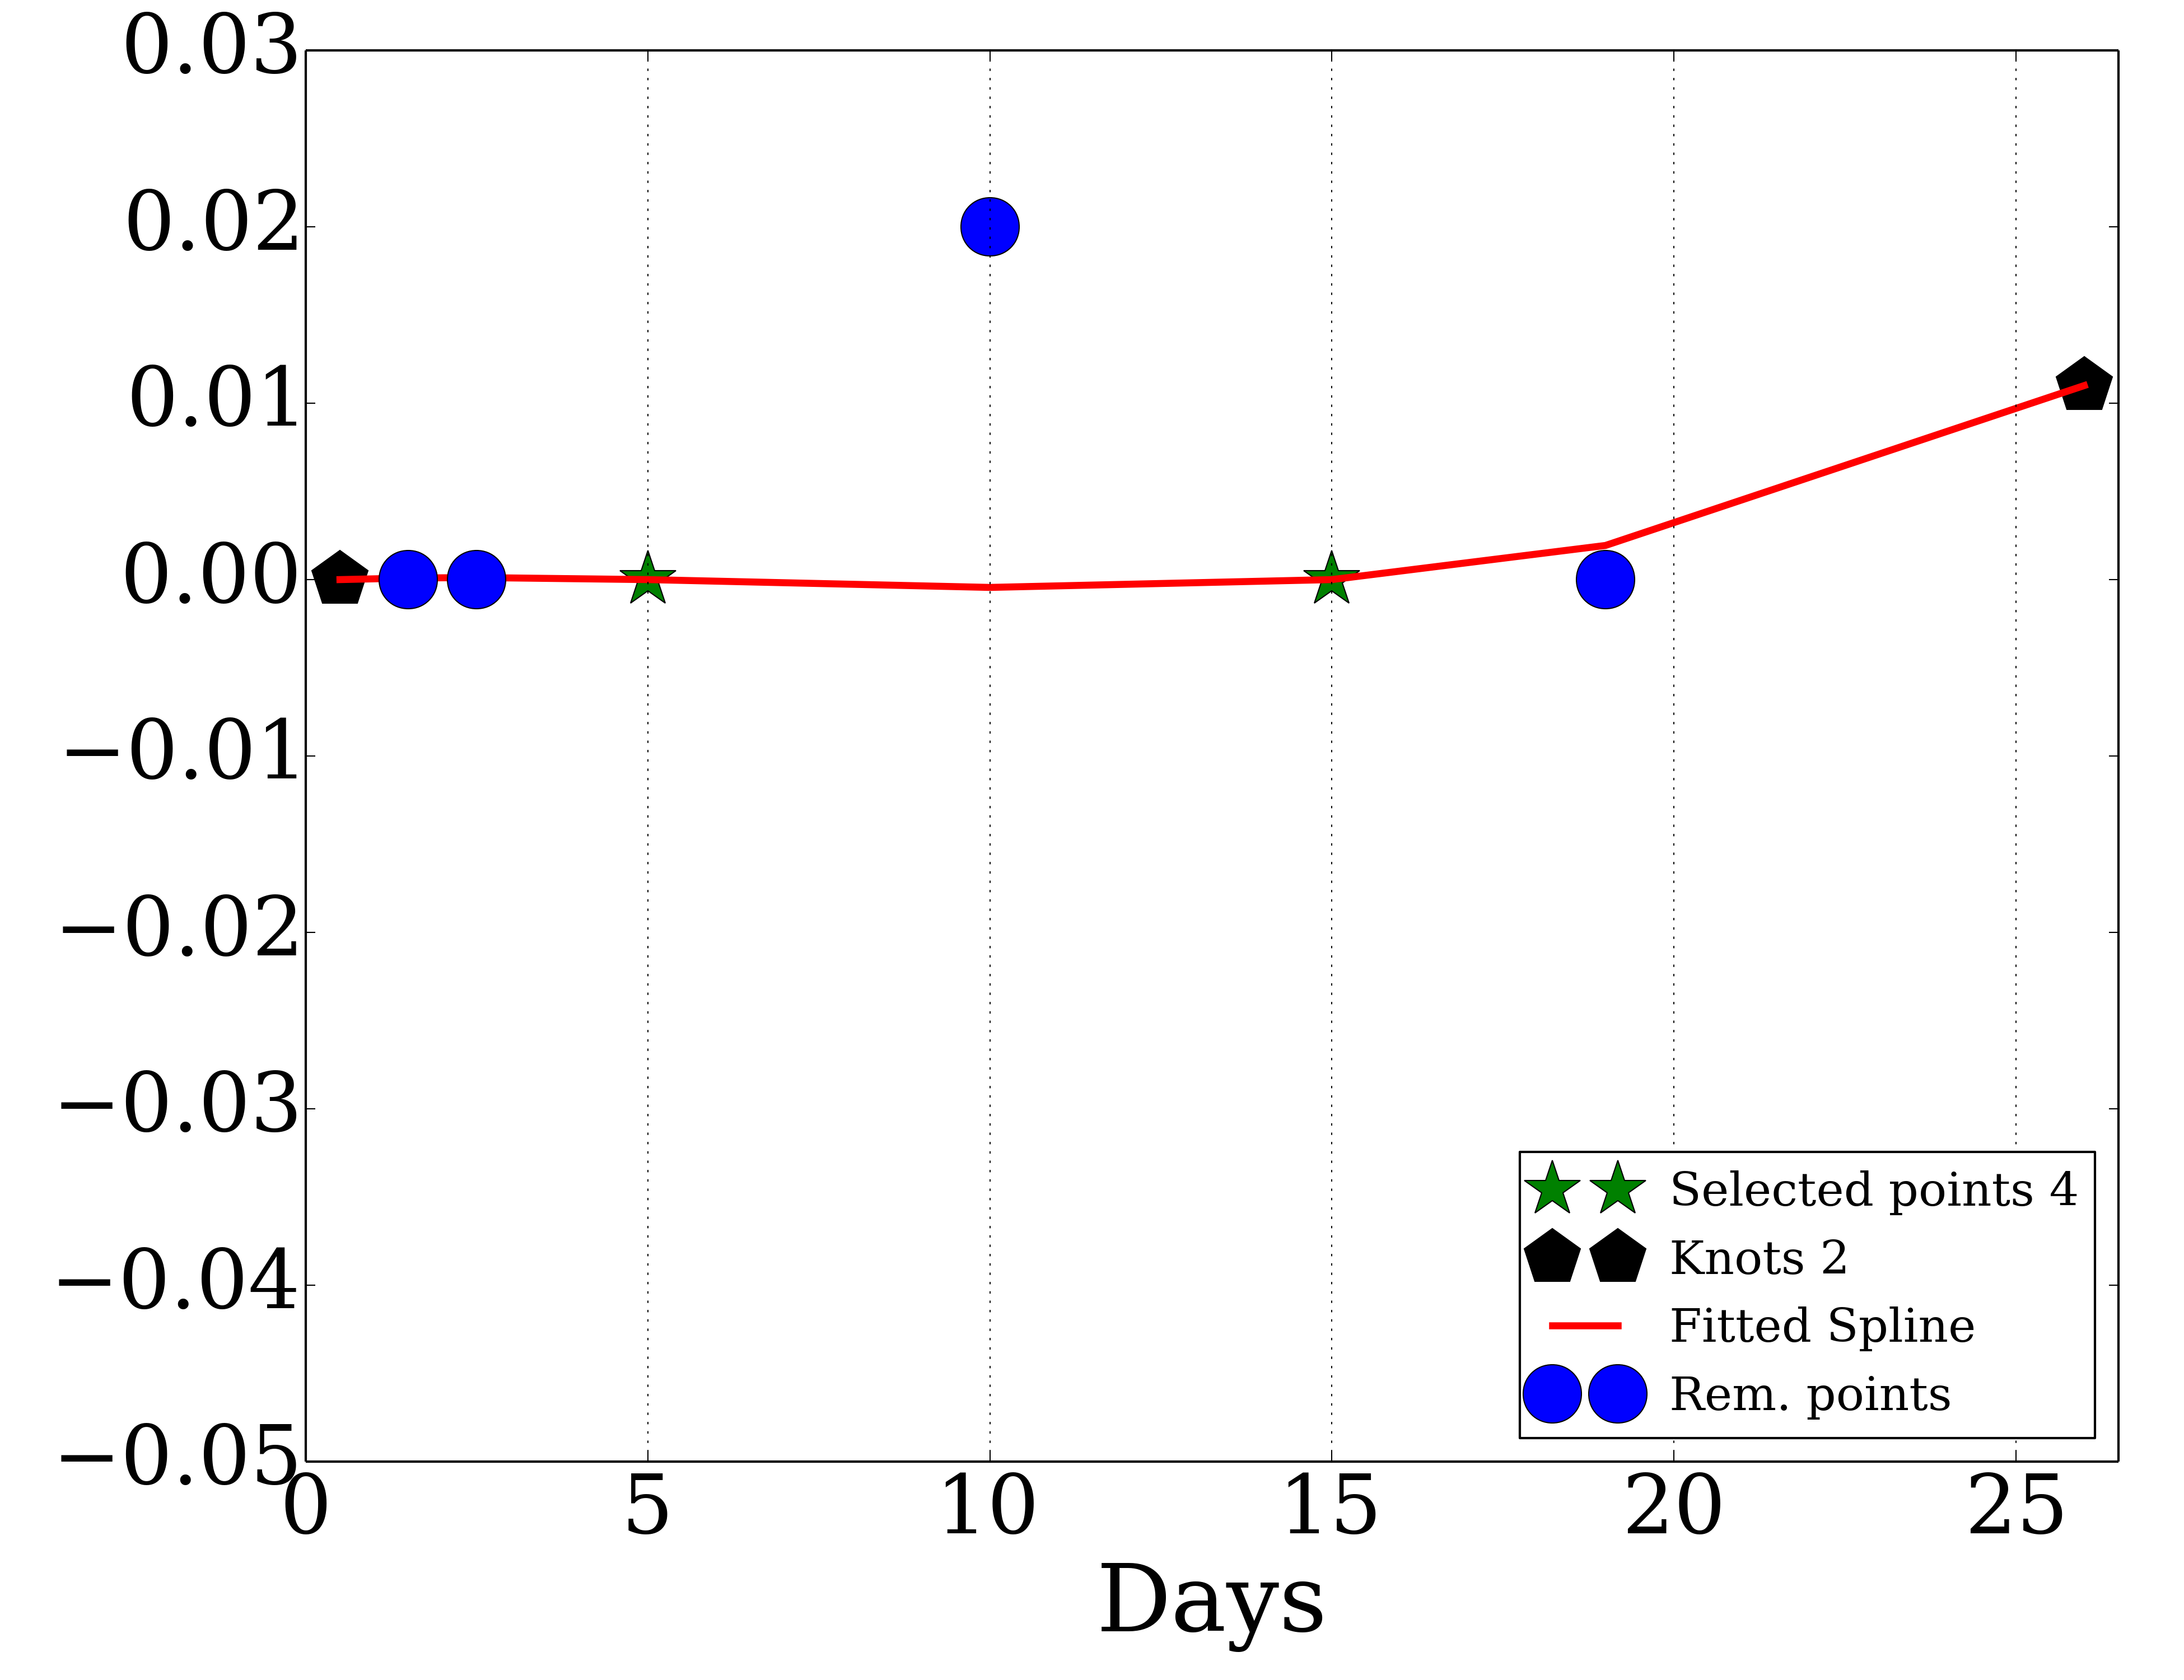 0.03
0.02
0.01
0.00
−0.01
−0.02
−0.03
−0.04
−0.05
0 5 10 15 20 25
Days
Selected points 4
Knots 2
Fitted Spline
Rem. points